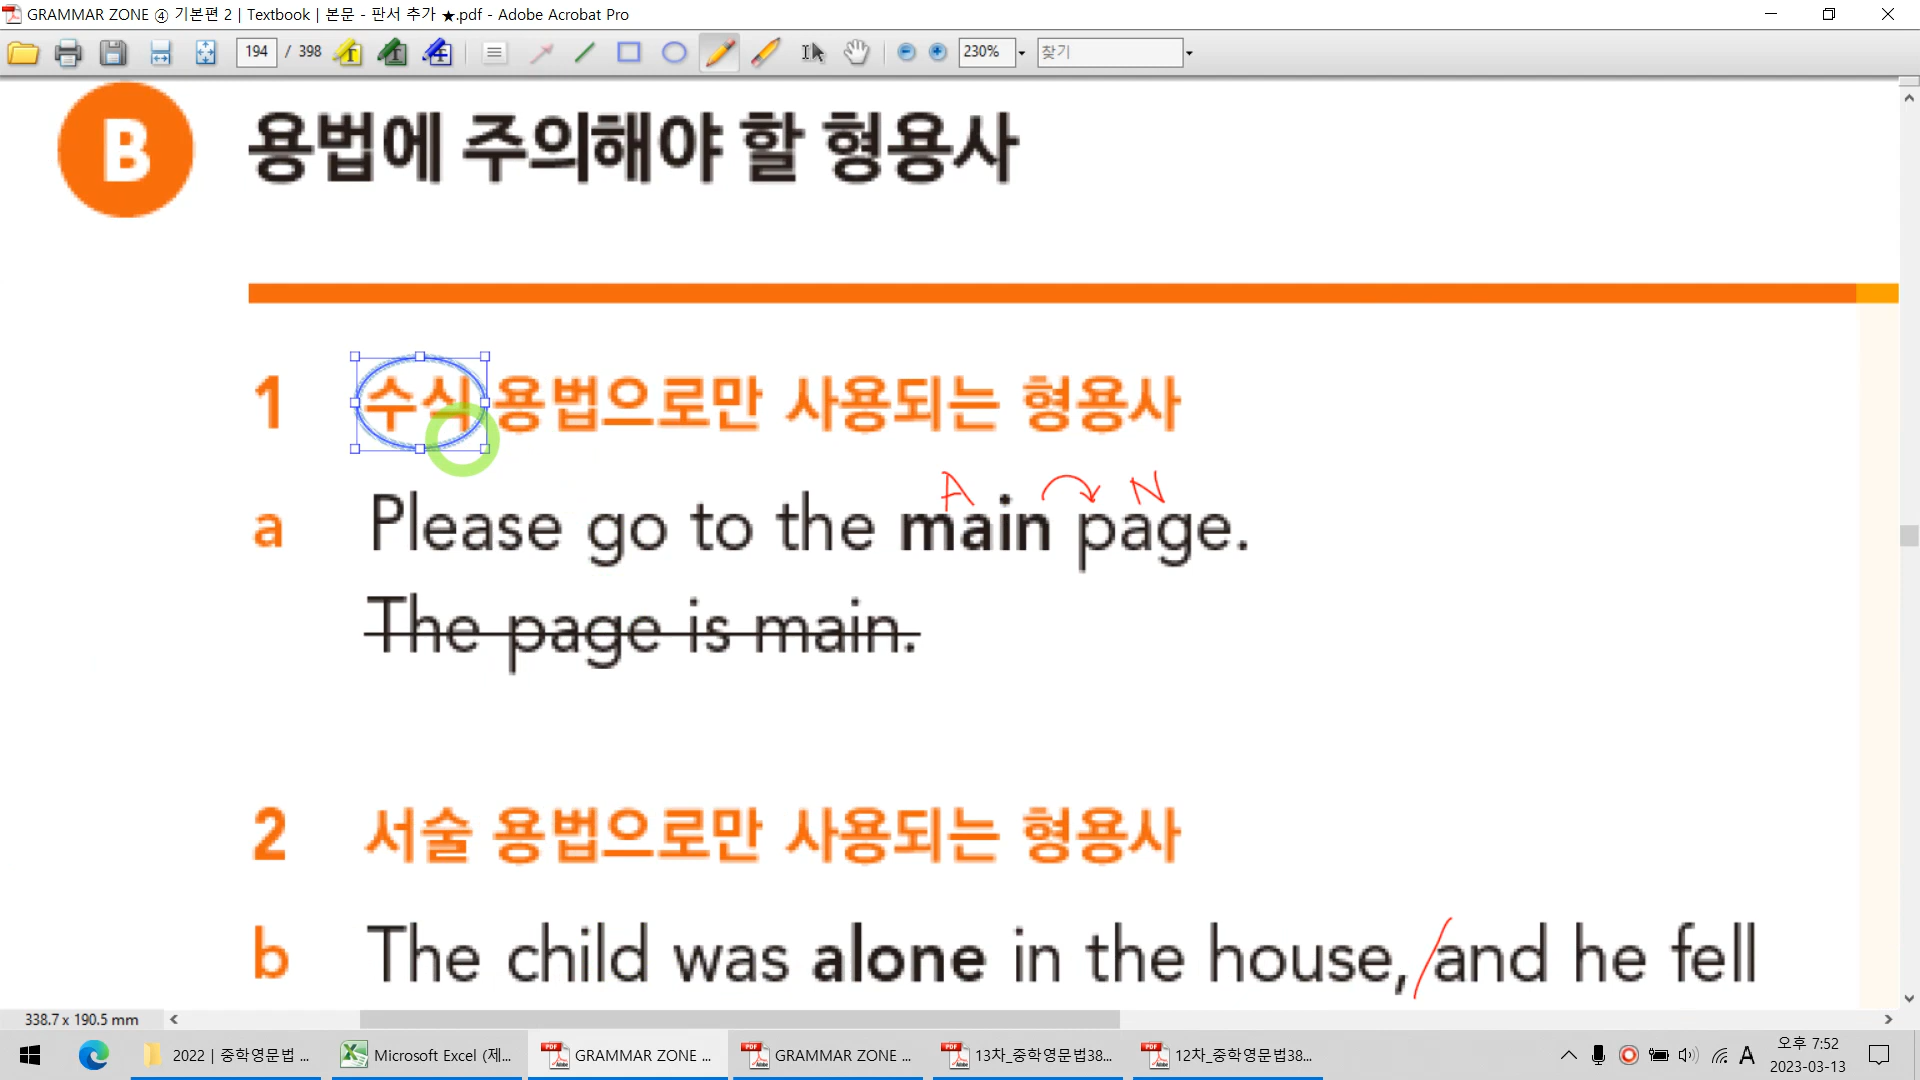 GRAMMAR ZONE ④ 기본편 2 | Textbook | 본문 - 판서 추가 ★.pdf - Adobe Acrobat Pro
194 / 398 230% 찾기
B 용법에 주의해야 할 형용사
1 수식 용법으로만 사용되는 형용사
A N
a Please go to the main page.
The page is main.
2 서술 용법으로만 사용되는 형용사
b The child was alone in the house, and he fell
338.7 x 190.5 mm
2022 | 중학영문법 ... Microsoft Excel (제... GRAMMAR ZONE ... GRAMMAR ZONE ... 13차_중학영문법38... 12차_중학영문법38... A 오후 7:52
2023-03-13